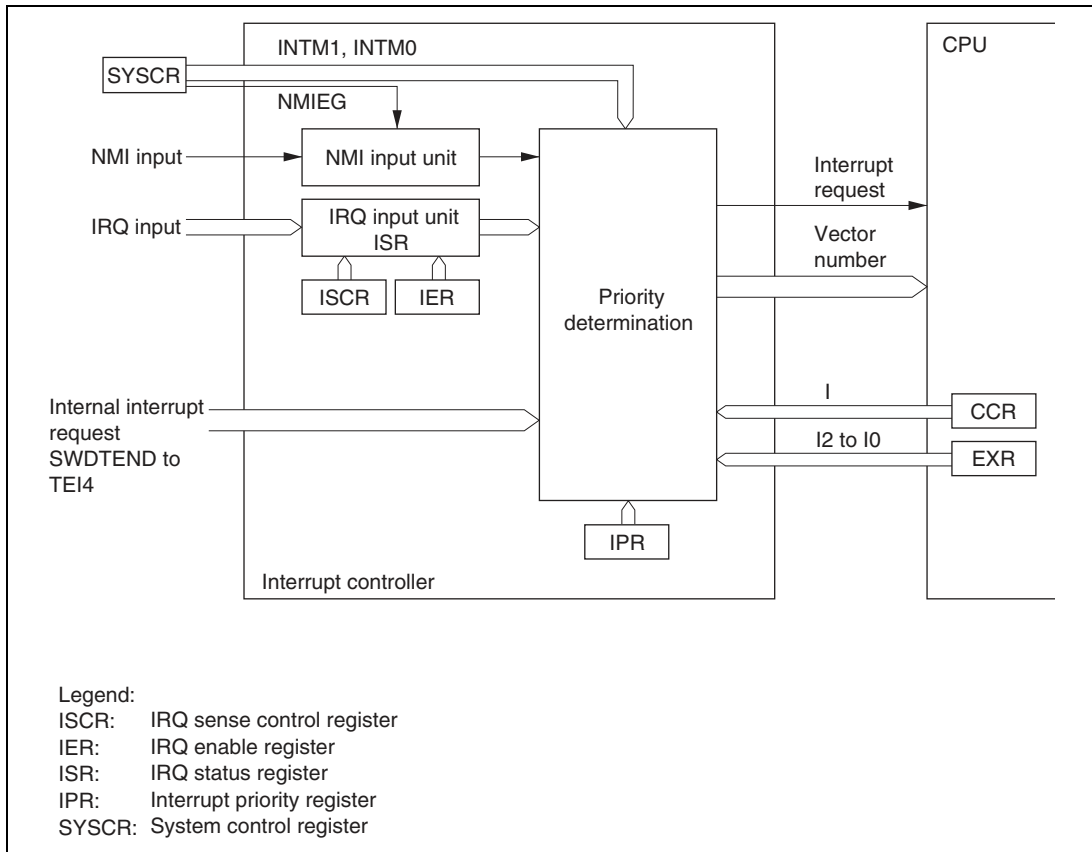 INTM1, INTM0
CPU
SYSCR
NMIEG
NMI input
NMI input unit
IRQ input
IRQ input unit
ISR
ISCR
IER
Interrupt
request
Vector
number
Priority
determination
Internal interrupt
request
SWDTEND to
TEI4
I
CCR
I2 to I0
EXR
IPR
Interrupt controller
Legend:
ISCR: IRQ sense control register
IER: IRQ enable register
ISR: IRQ status register
IPR: Interrupt priority register
SYSCR: System control register